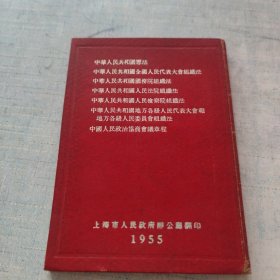 中華人民共和國憲法
中華人民共和國全國人民代表大會組織法
中華人民共和國國務院組織法
中華人民共和國人民法院組織法
中華人民共和國人民檢察院組織法
中華人民共和國地方各級人民代表大會和
地方各級人民委員會組織法
中國人民政治協商會議章程
上海市人民政府辦公廳翻印
1955